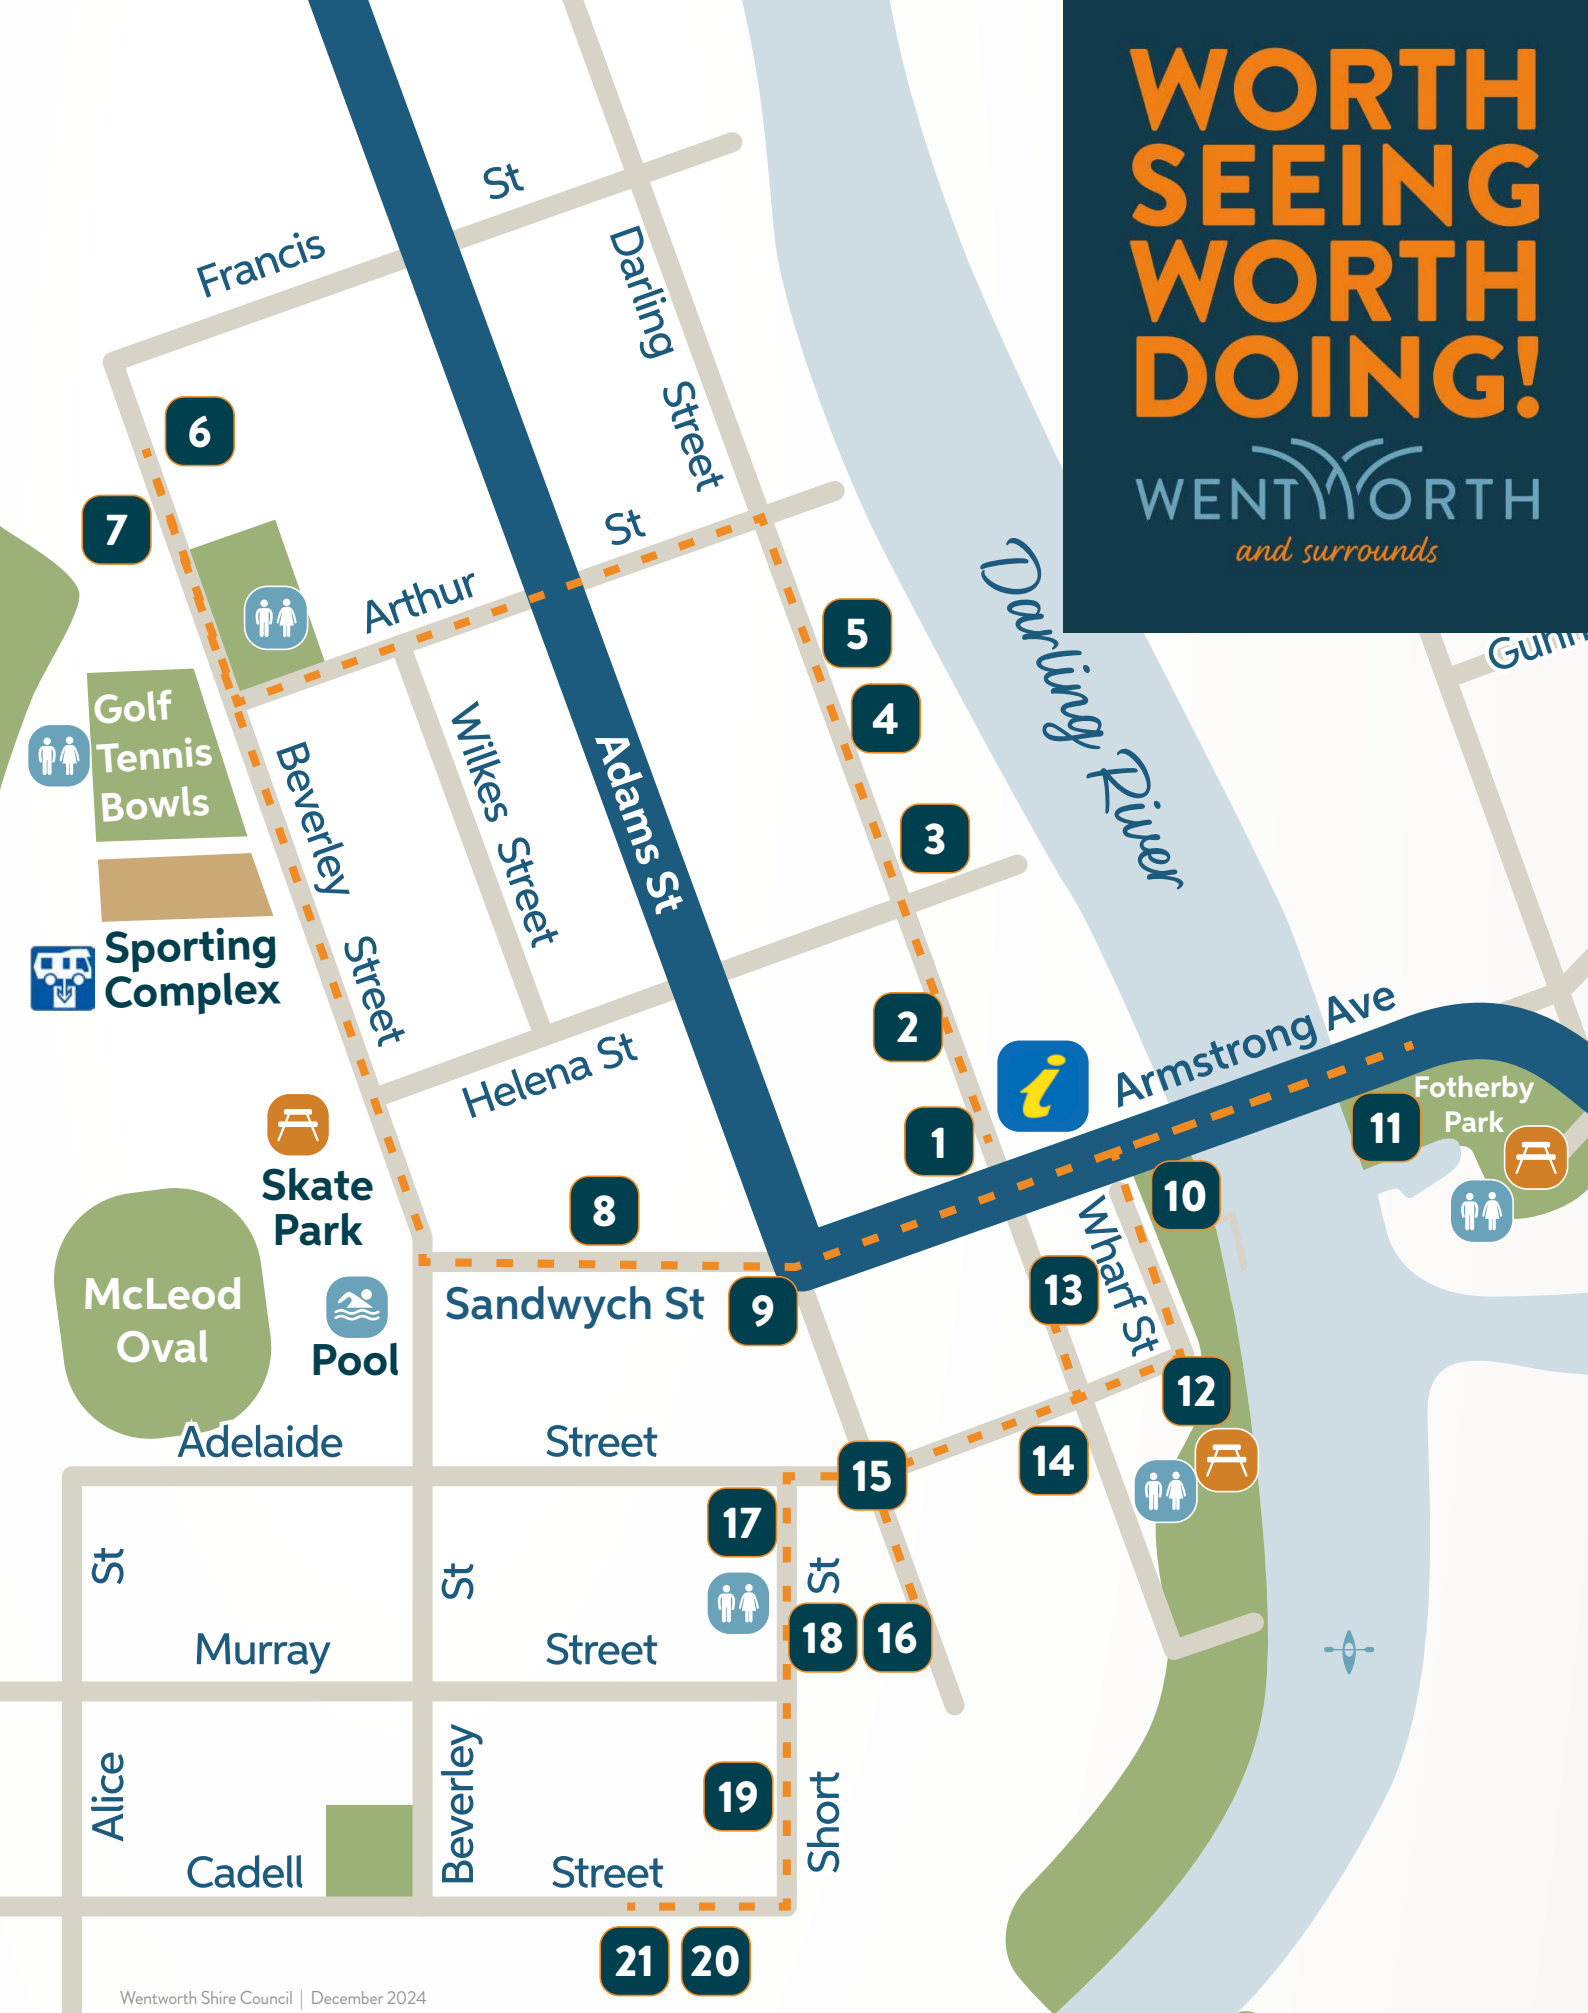 WORTH
SEEING
WORTH
DOING!
WENTWORTH
and surrounds
Francis St
Darling Street
6
7
Arthur St
5
4
3
2
1
Darling River
Golf
Tennis
Bowls
Beverley Street
Wilkes Street
Adams St
Sporting
Complex
Helena St
i
Armstrong Ave
Fotherby
Park
11
10
Skate
Park
8
McLeod
Oval
Pool
Sandwych St
9
13
Wharf St
12
14
15
Adelaide Street
17
St
St
St
18
16
Murray Street
Alice
Beverley
19
Short
Cadell Street
21
20
Wentworth Shire Council | December 2024